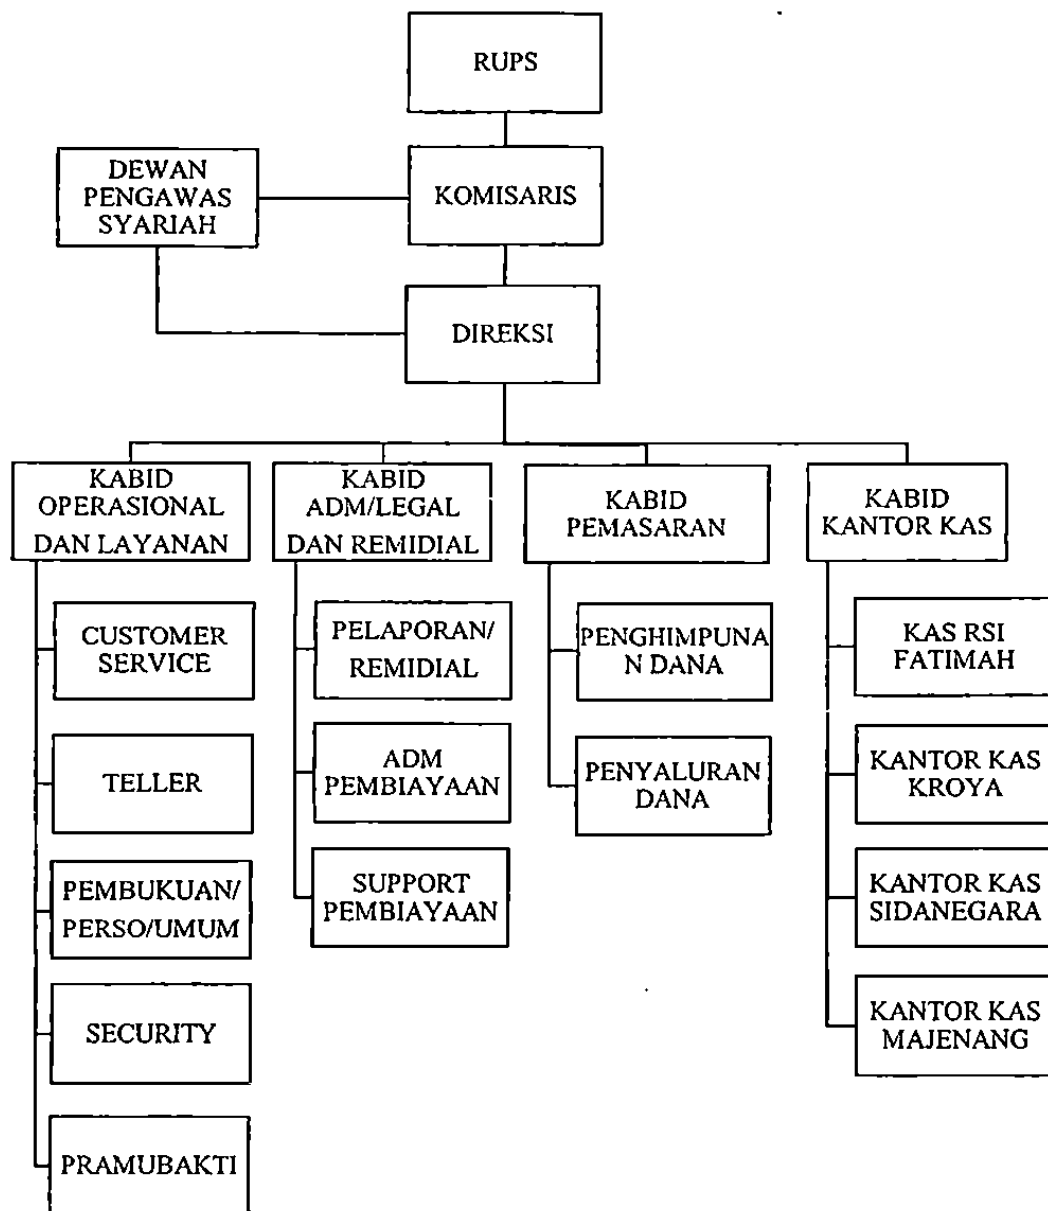 RUPS
DEWAN
PENGAWAS
SYARIAH
KOMISARIS
DIREKSI
KABID
OPERASIONAL
DAN LAYANAN
KABID
ADM/LEGAL
DAN REMIDIAL
KABID
PEMASARAN
KABID
KANTOR KAS
CUSTOMER
SERVICE
TELLER
PEMBUKUAN/
PERSO/UMUM
SECURITY
PRAMUBAKTI
PELAPORAN/
REMIDIAL
ADM
PEMBIAYAAN
SUPPORT
PEMBIAYAAN
PENGHIMPUNA
N DANA
PENYALURAN
DANA
KAS RSI
FATIMAH
KANTOR KAS
KROYA
KANTOR KAS
SIDANEGARA
KANTOR KAS
MAJENANG